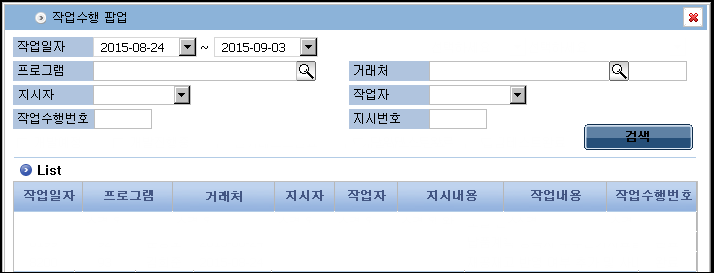 작업수행 팝업
작업일자 2015-08-24 ~ 2015-09-03
프로그램 거래처
지시자 작업자
작업수행번호 지시번호
검색
List
작업일자 프로그램 거래처 지시자 작업자 지시내용 작업내용 작업수행번호